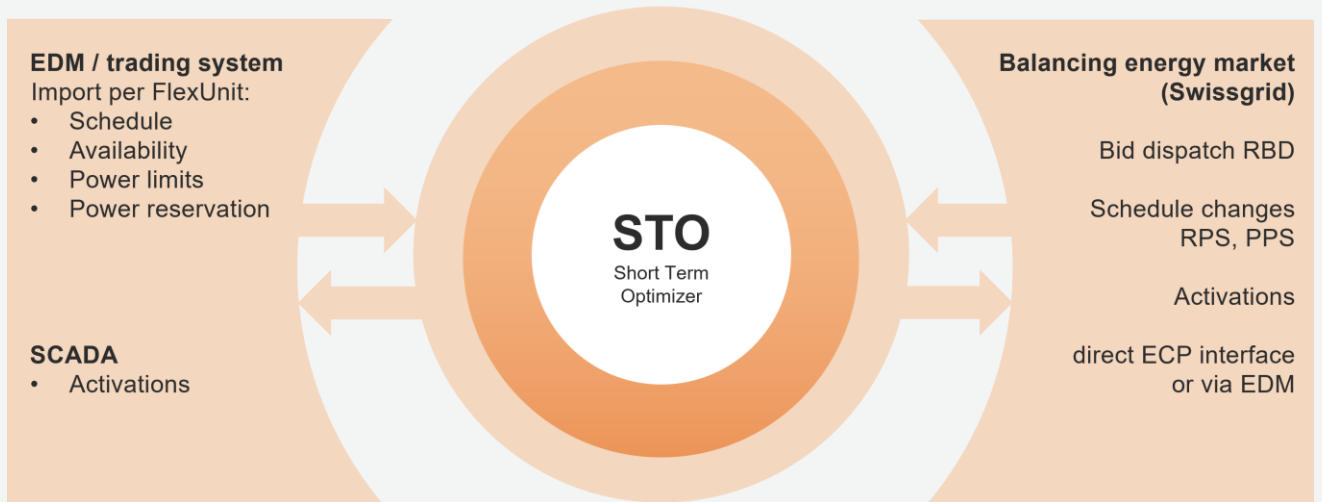 EDM / trading system
Import per FlexUnit:
• Schedule
• Availability
• Power limits
• Power reservation
SCADA
• Activations
STO
Short Term
Optimizer
Balancing energy market
(Swissgrid)
Bid dispatch RBD
Schedule changes
RPS, PPS
Activations
direct ECP interface
or via EDM